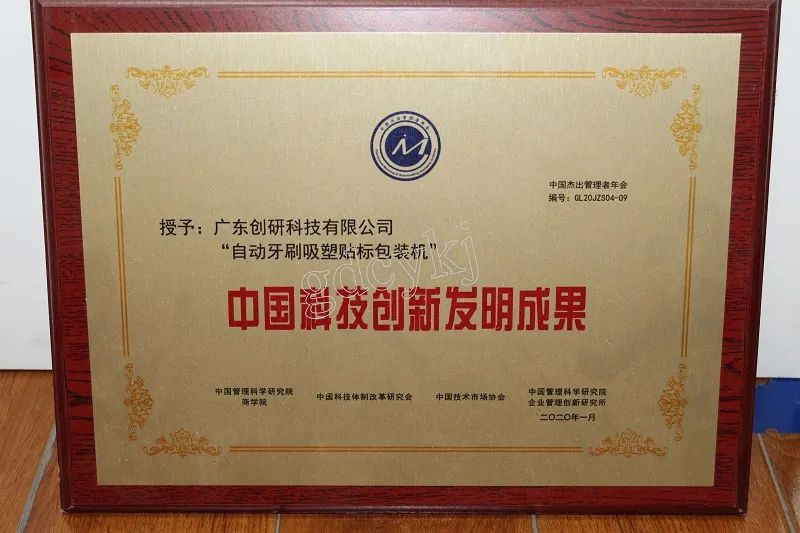 中国杰出管理者年会
编号：GL20JZS04-09
授予：广东创研科技有限公司
“自动牙刷吸塑贴标包装机”
gdcykj
中国科技创新发明成果
中国管理科学研究院
商学院
中国科技体制改革研究会
中国技术市场协会
中国管理科学研究院
企业管理创新研究所
二〇二〇年一月